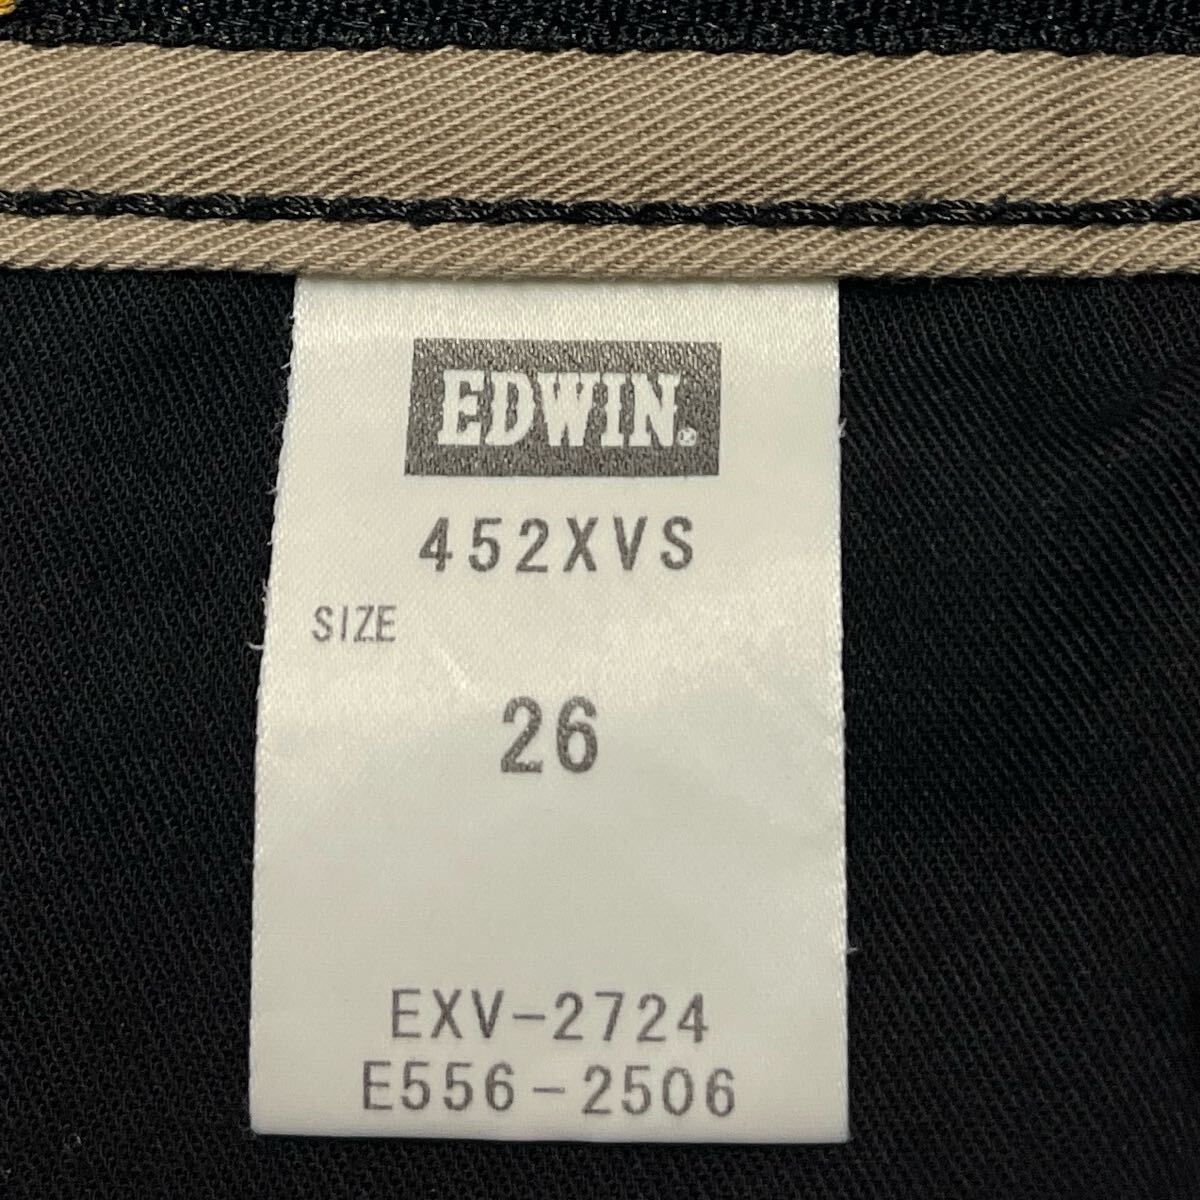 EDWIN®
452XVS
SIZE
26
EXV-2724
E556-2506